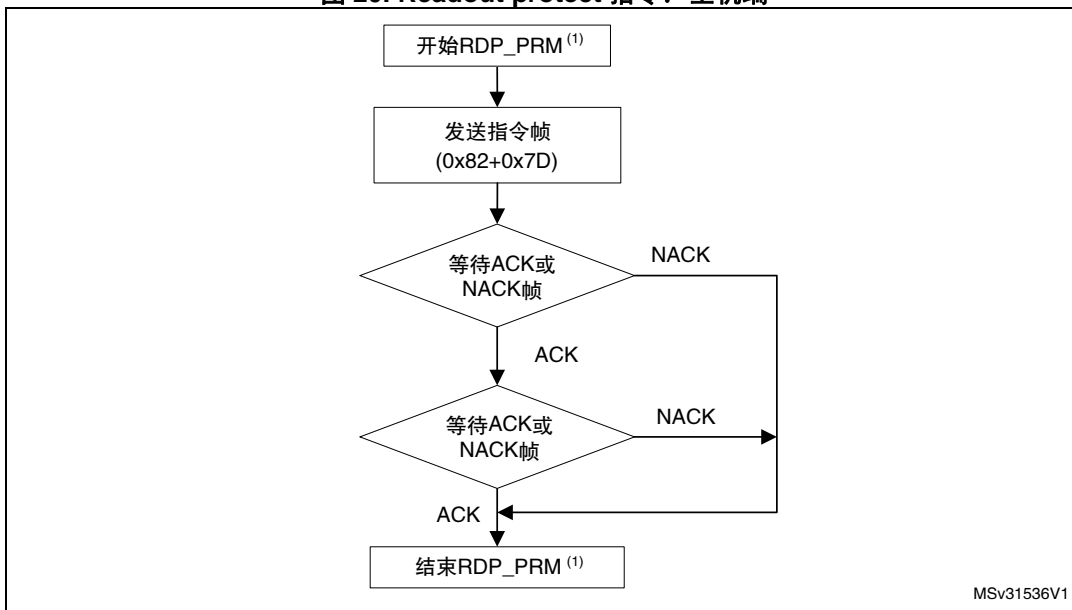 开始RDP_PRM (1)
发送指令帧
(0x82+0x7D)
等待ACK或
NACK帧
NACK
ACK
等待ACK或
NACK帧
NACK
ACK
结束RDP_PRM (1)
MSv31536V1